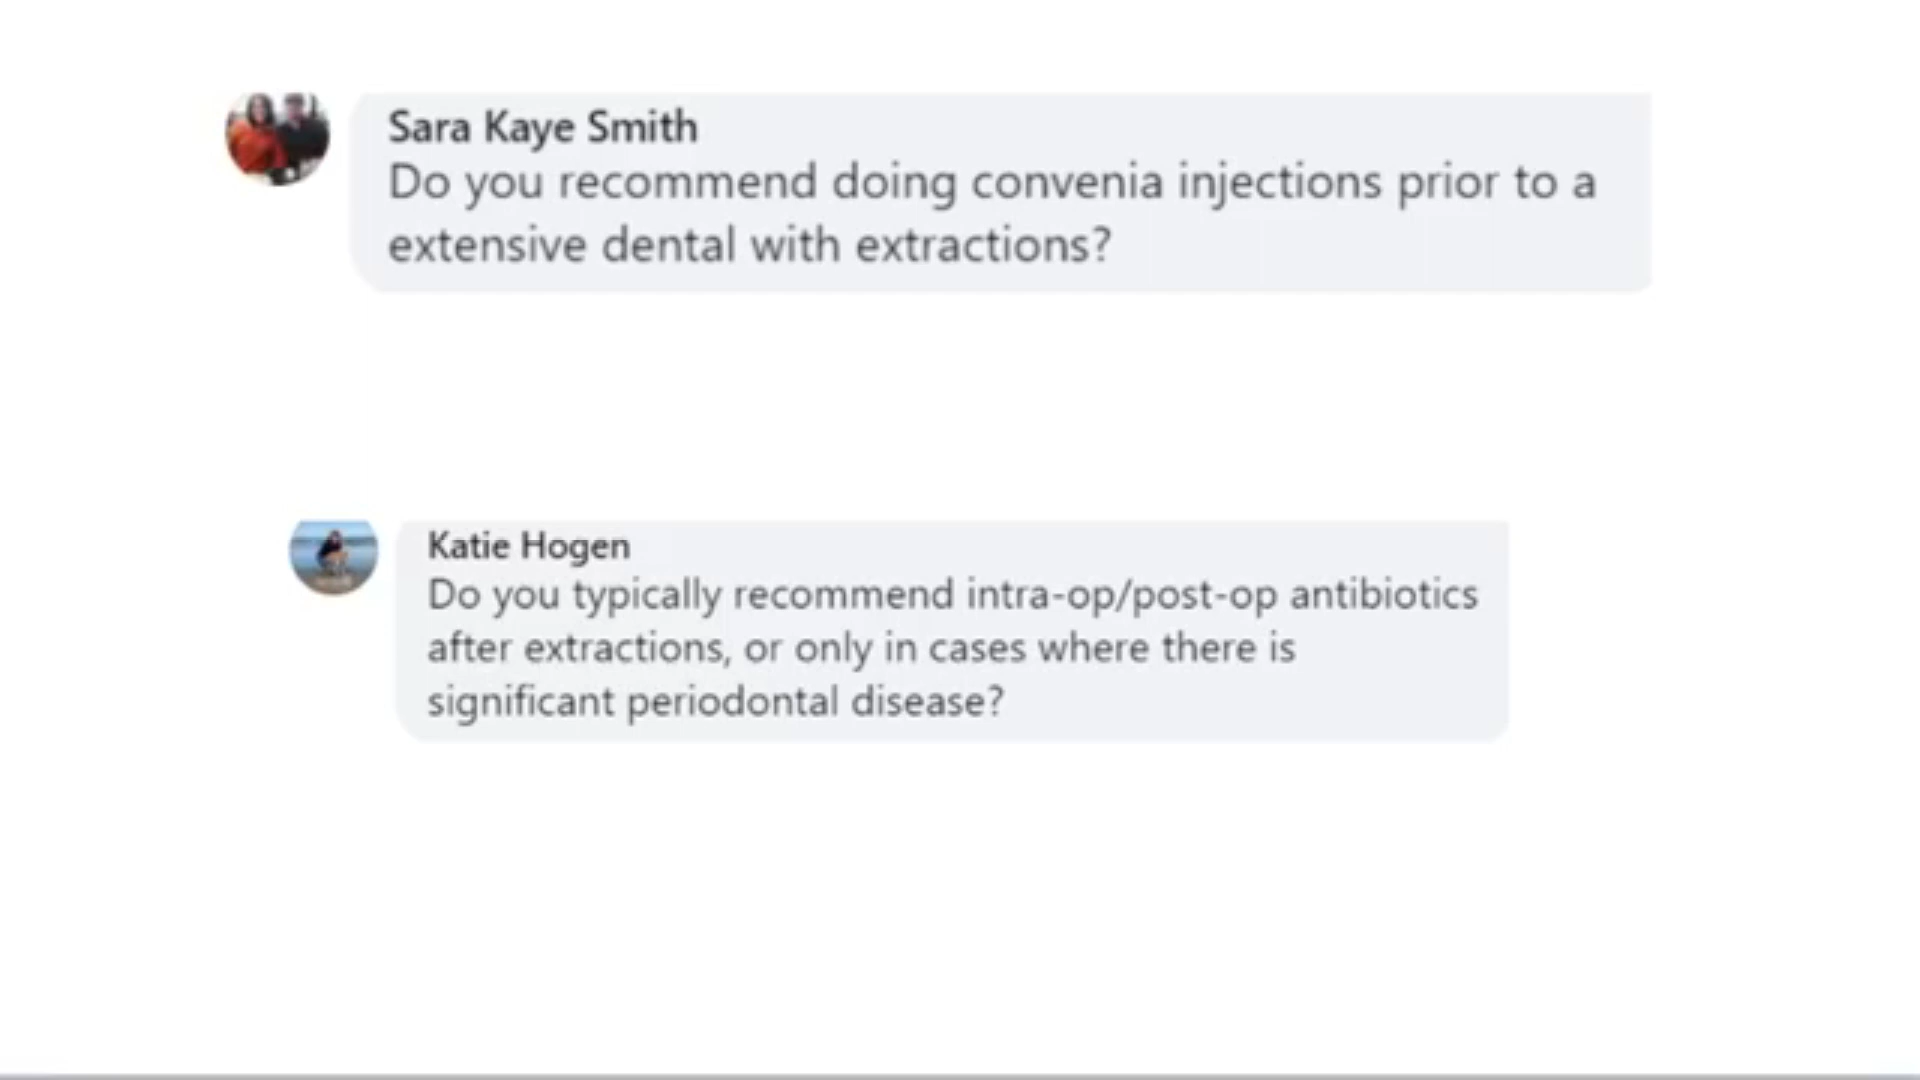 Sara Kaye Smith
Do you recommend doing convenia injections prior to a
extensive dental with extractions?
Katie Hogen
Do you typically recommend intra-op/post-op antibiotics
after extractions, or only in cases where there is
significant periodontal disease?